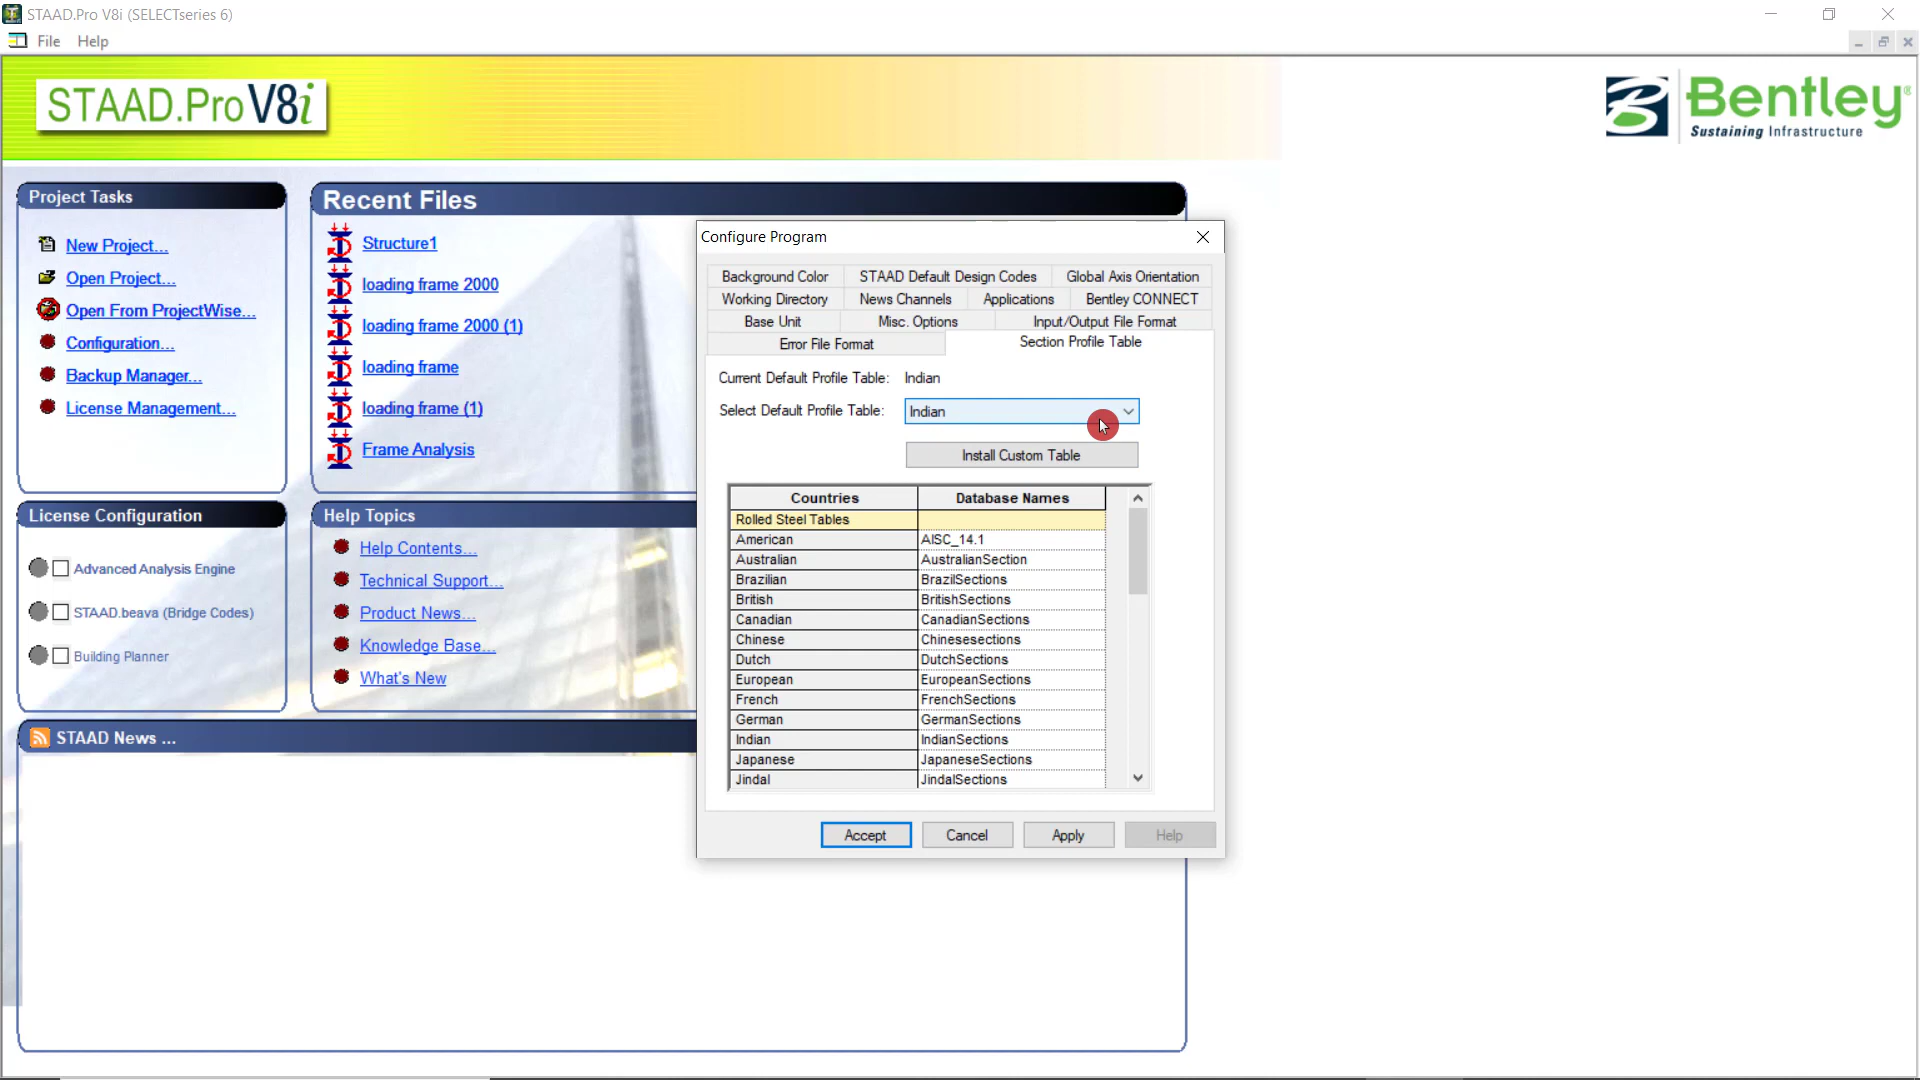 STAAD.Pro V8i (SELECTseries 6)
File Help
STAAD.Pro V8i
Bentley®
Sustaining Infrastructure
Project Tasks
New Project...
Open Project...
Open From ProjectWise...
Configuration...
Backup Manager...
License Management...
Recent Files
Structure1
loading frame 2000
loading frame 2000 (1)
loading frame
loading frame (1)
Frame Analysis
License Configuration
Advanced Analysis Engine
STAAD.beava (Bridge Codes)
Building Planner
Help Topics
Help Contents...
Technical Support...
Product News...
Knowledge Base...
What's New
STAAD News ...
Configure Program
Background Color STAAD Default Design Codes Global Axis Orientation
Working Directory News Channels Applications Bentley CONNECT
Base Unit Misc. Options Input/Output File Format
Error File Format Section Profile Table
Current Default Profile Table: Indian
Select Default Profile Table: Indian
Install Custom Table
Countries Database Names
Rolled Steel Tables
American AISC_14.1
Australian AustralianSection
Brazilian BrazilSections
British BritishSections
Canadian CanadianSections
Chinese Chinesesections
Dutch DutchSections
European EuropeanSections
French FrenchSections
German GermanSections
Indian IndianSections
Japanese JapaneseSections
Jindal JindalSections
Accept Cancel Apply Help